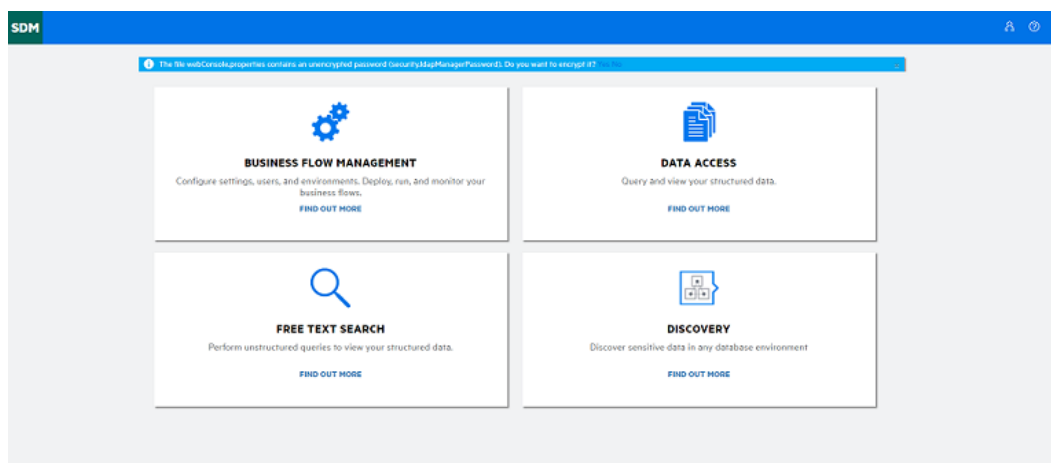 SDM
The file webConsole.properties contains an unencrypted password (security.ldapManagerPassword). Do you want to encrypt it? Yes No
BUSINESS FLOW MANAGEMENT
Configure settings, users, and environments. Deploy, run, and monitor your
business flows.
FIND OUT MORE
DATA ACCESS
Query and view your structured data.
FIND OUT MORE
FREE TEXT SEARCH
Perform unstructured queries to view your structured data.
FIND OUT MORE
DISCOVERY
Discover sensitive data in any database environment
FIND OUT MORE